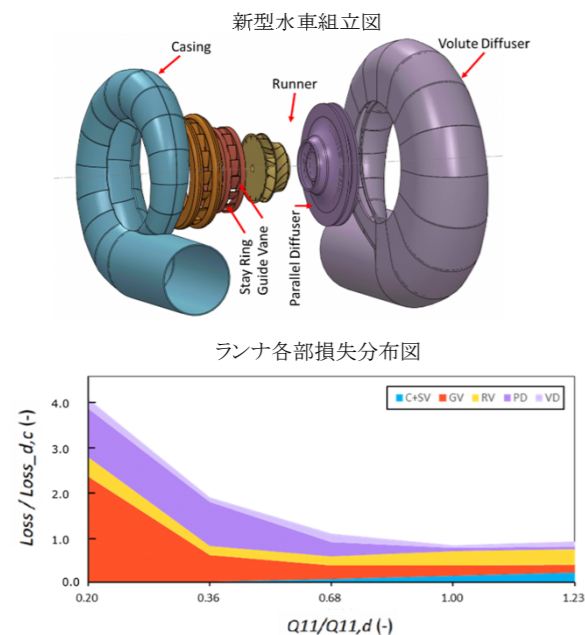 新型水車組立図
Casing
Volute Diffuser
Runner
Stay Ring
Guide Vane
Parallel Diffuser
ランナ各部損失分布図
C+SV GV RV PD VD
Loss / Loss_d,c (-)
4.0
3.0
2.0
1.0
0.0
0.20 0.36 0.68 1.00 1.23
Q11/Q11,d (-)